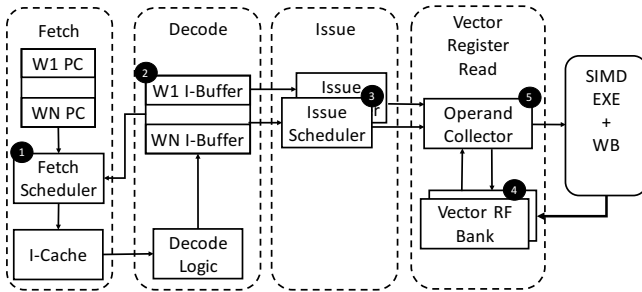 Fetch
Decode
Issue
Vector
Register
Read
W1 PC
WN PC
1
Fetch
Scheduler
I-Cache
2
W1 I-Buffer
WN I-Buffer
Decode
Logic
Issue
r
3
Issue
Scheduler
5
Operand
Collector
4
Vector RF
Bank
SIMD
EXE
+
WB